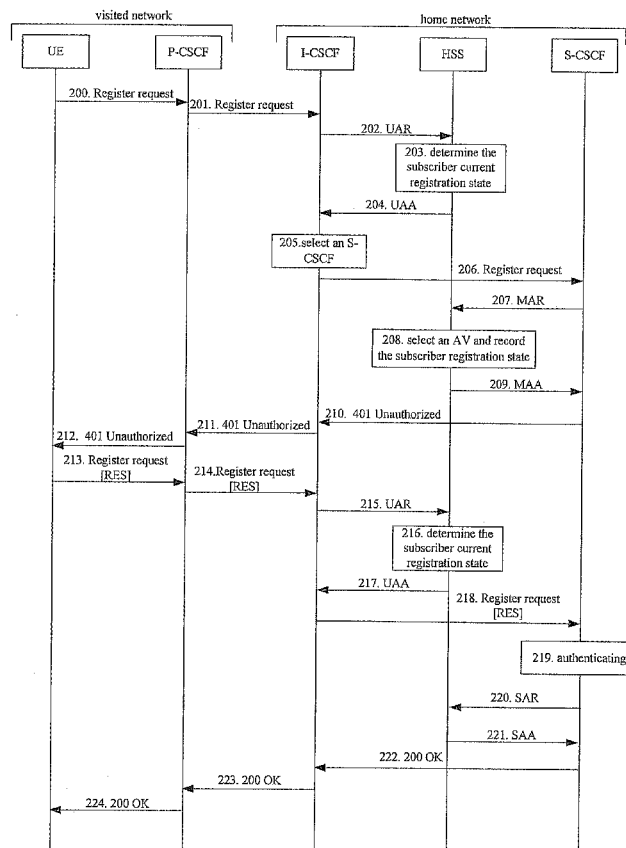 visited network
home network
UE
P-CSCF
I-CSCF
HSS
S-CSCF
200. Register request
201. Register request
202. UAR
203. determine the
subscriber current
registration state
204. UAA
205.select an S-
CSCF
206. Register request
207. MAR
208. select an AV and record
the subscriber registration state
209. MAA
210. 401 Unauthorized
211. 401 Unauthorized
212. 401 Unauthorized
213. Register request
[RES]
214.Register request
[RES]
215. UAR
216. determine the
subscriber current
registration state
217. UAA
218. Register request
[RES]
219. authenticating
220. SAR
221. SAA
222. 200 OK
223. 200 OK
224. 200 OK